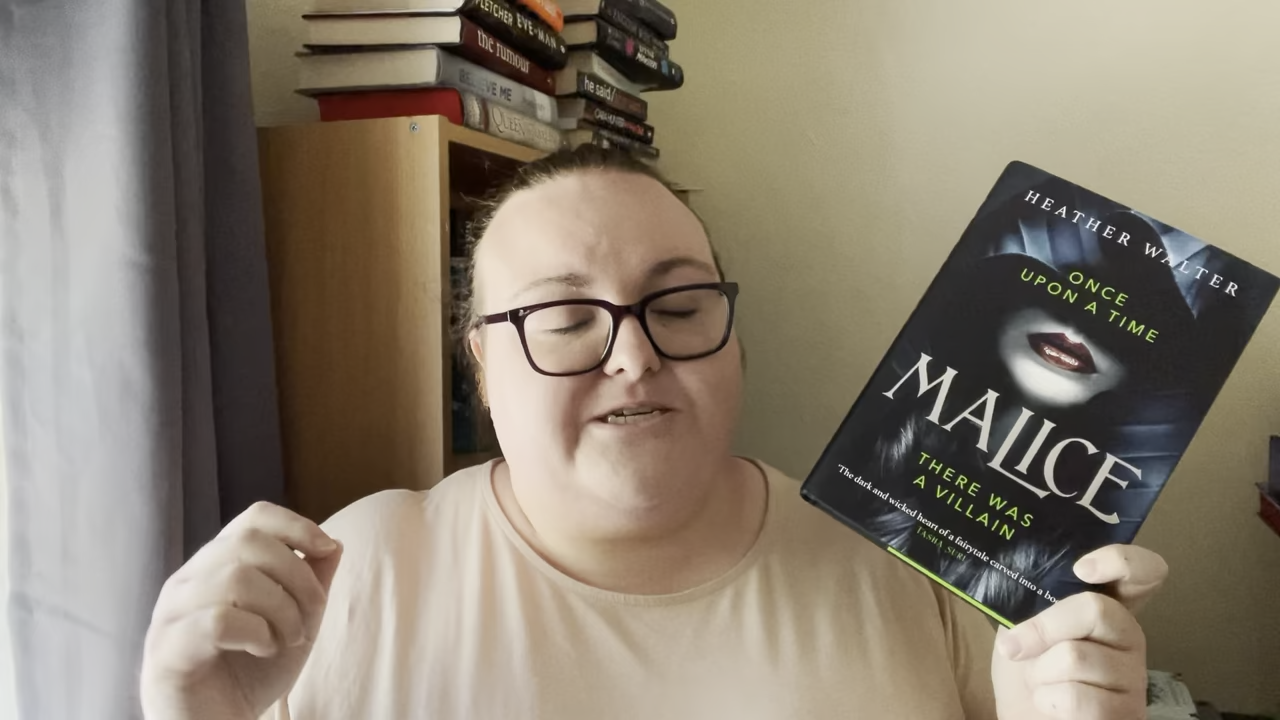 FLETCHER EVE-MAN
the rumour
BELIEVE ME
QUEEN
he said/
HEATHER WALTER
ONCE
UPON A TIME
MALICE
THERE WAS
A VILLAIN
'The dark and wicked heart of a fairytale carved into a bo
TASHA SURI